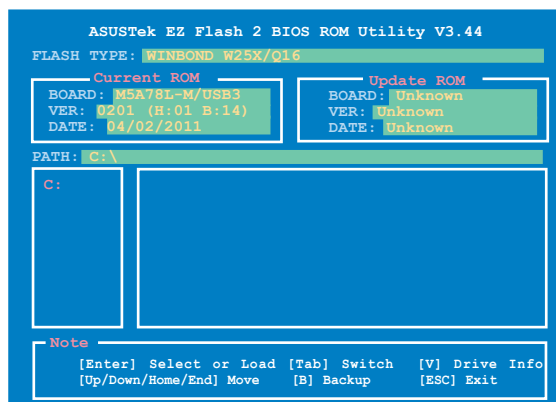 ASUSTek EZ Flash 2 BIOS ROM Utility V3.44
FLASH TYPE: WINBOND W25X/Q16
Current ROM
BOARD: M5A78L-M/USB3
VER: 0201 (H:01 B:14)
DATE: 04/02/2011
Update ROM
BOARD: Unknown
VER: Unknown
DATE: Unknown
PATH: C:\
C:
Note
[Enter] Select or Load [Tab] Switch [V] Drive Info
[Up/Down/Home/End] Move [B] Backup [ESC] Exit